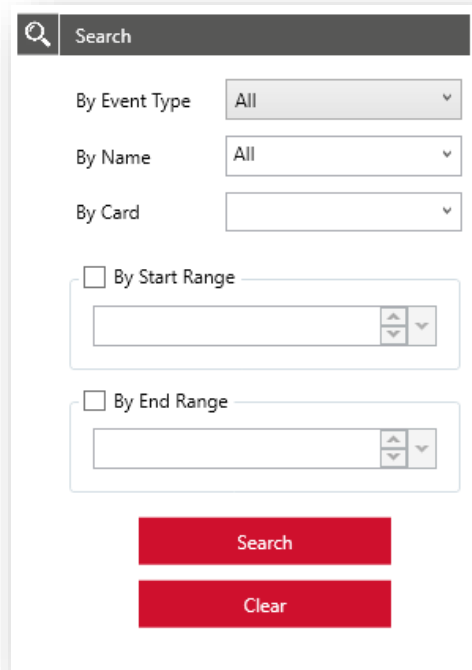 Search
By Event Type All
By Name All
By Card
By Start Range
By End Range
Search
Clear